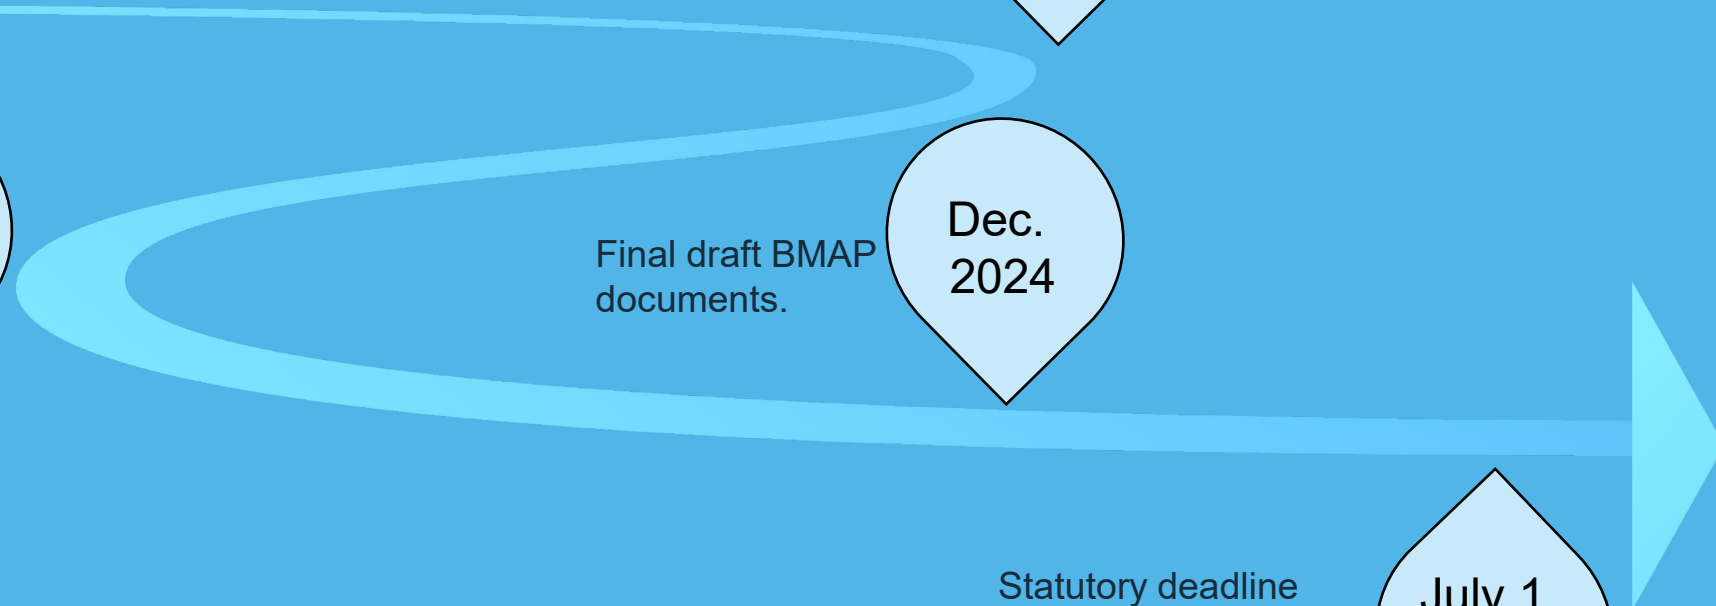 Final draft BMAP
documents.
Dec.
2024
Statutory deadline
July 1